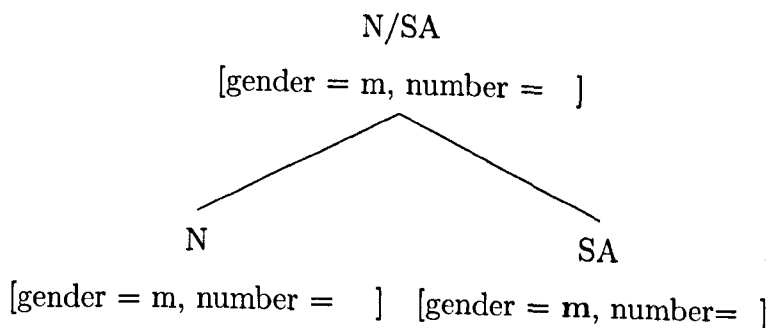 N/SA
[gender = m, number = ]
N
SA
[gender = m, number = ]
[gender = m, number= ]